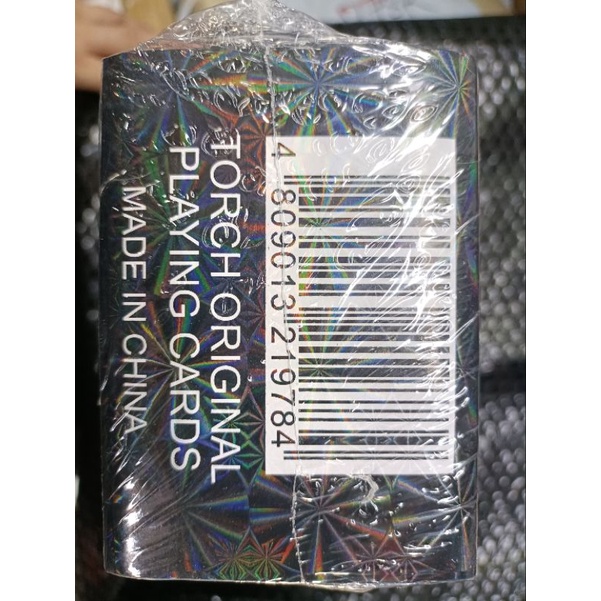 TORCH ORIGINAL
PLAYING CARDS
MADE IN CHINA
4 809013 219784